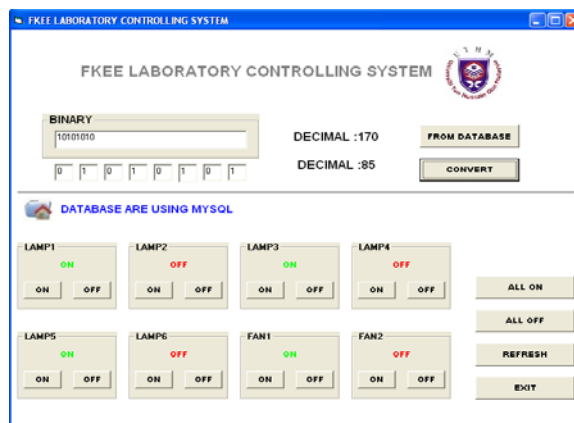 FKEE LABORATORY CONTROLLING SYSTEM
FKEE LABORATORY CONTROLLING SYSTEM
UTHM
BINARY
10101010
DECIMAL :170
FROM DATABASE
0 1 0 1 0 1 0 1
DECIMAL :85
CONVERT
DATABASE ARE USING MYSQL
LAMP1 LAMP2 LAMP3 LAMP4
ON OFF ON OFF
ON OFF ON OFF ON OFF ON OFF
ALL ON
ALL OFF
LAMP5 LAMP6 FAN1 FAN2
ON OFF ON OFF
REFRESH
ON OFF ON OFF ON OFF ON OFF
EXIT